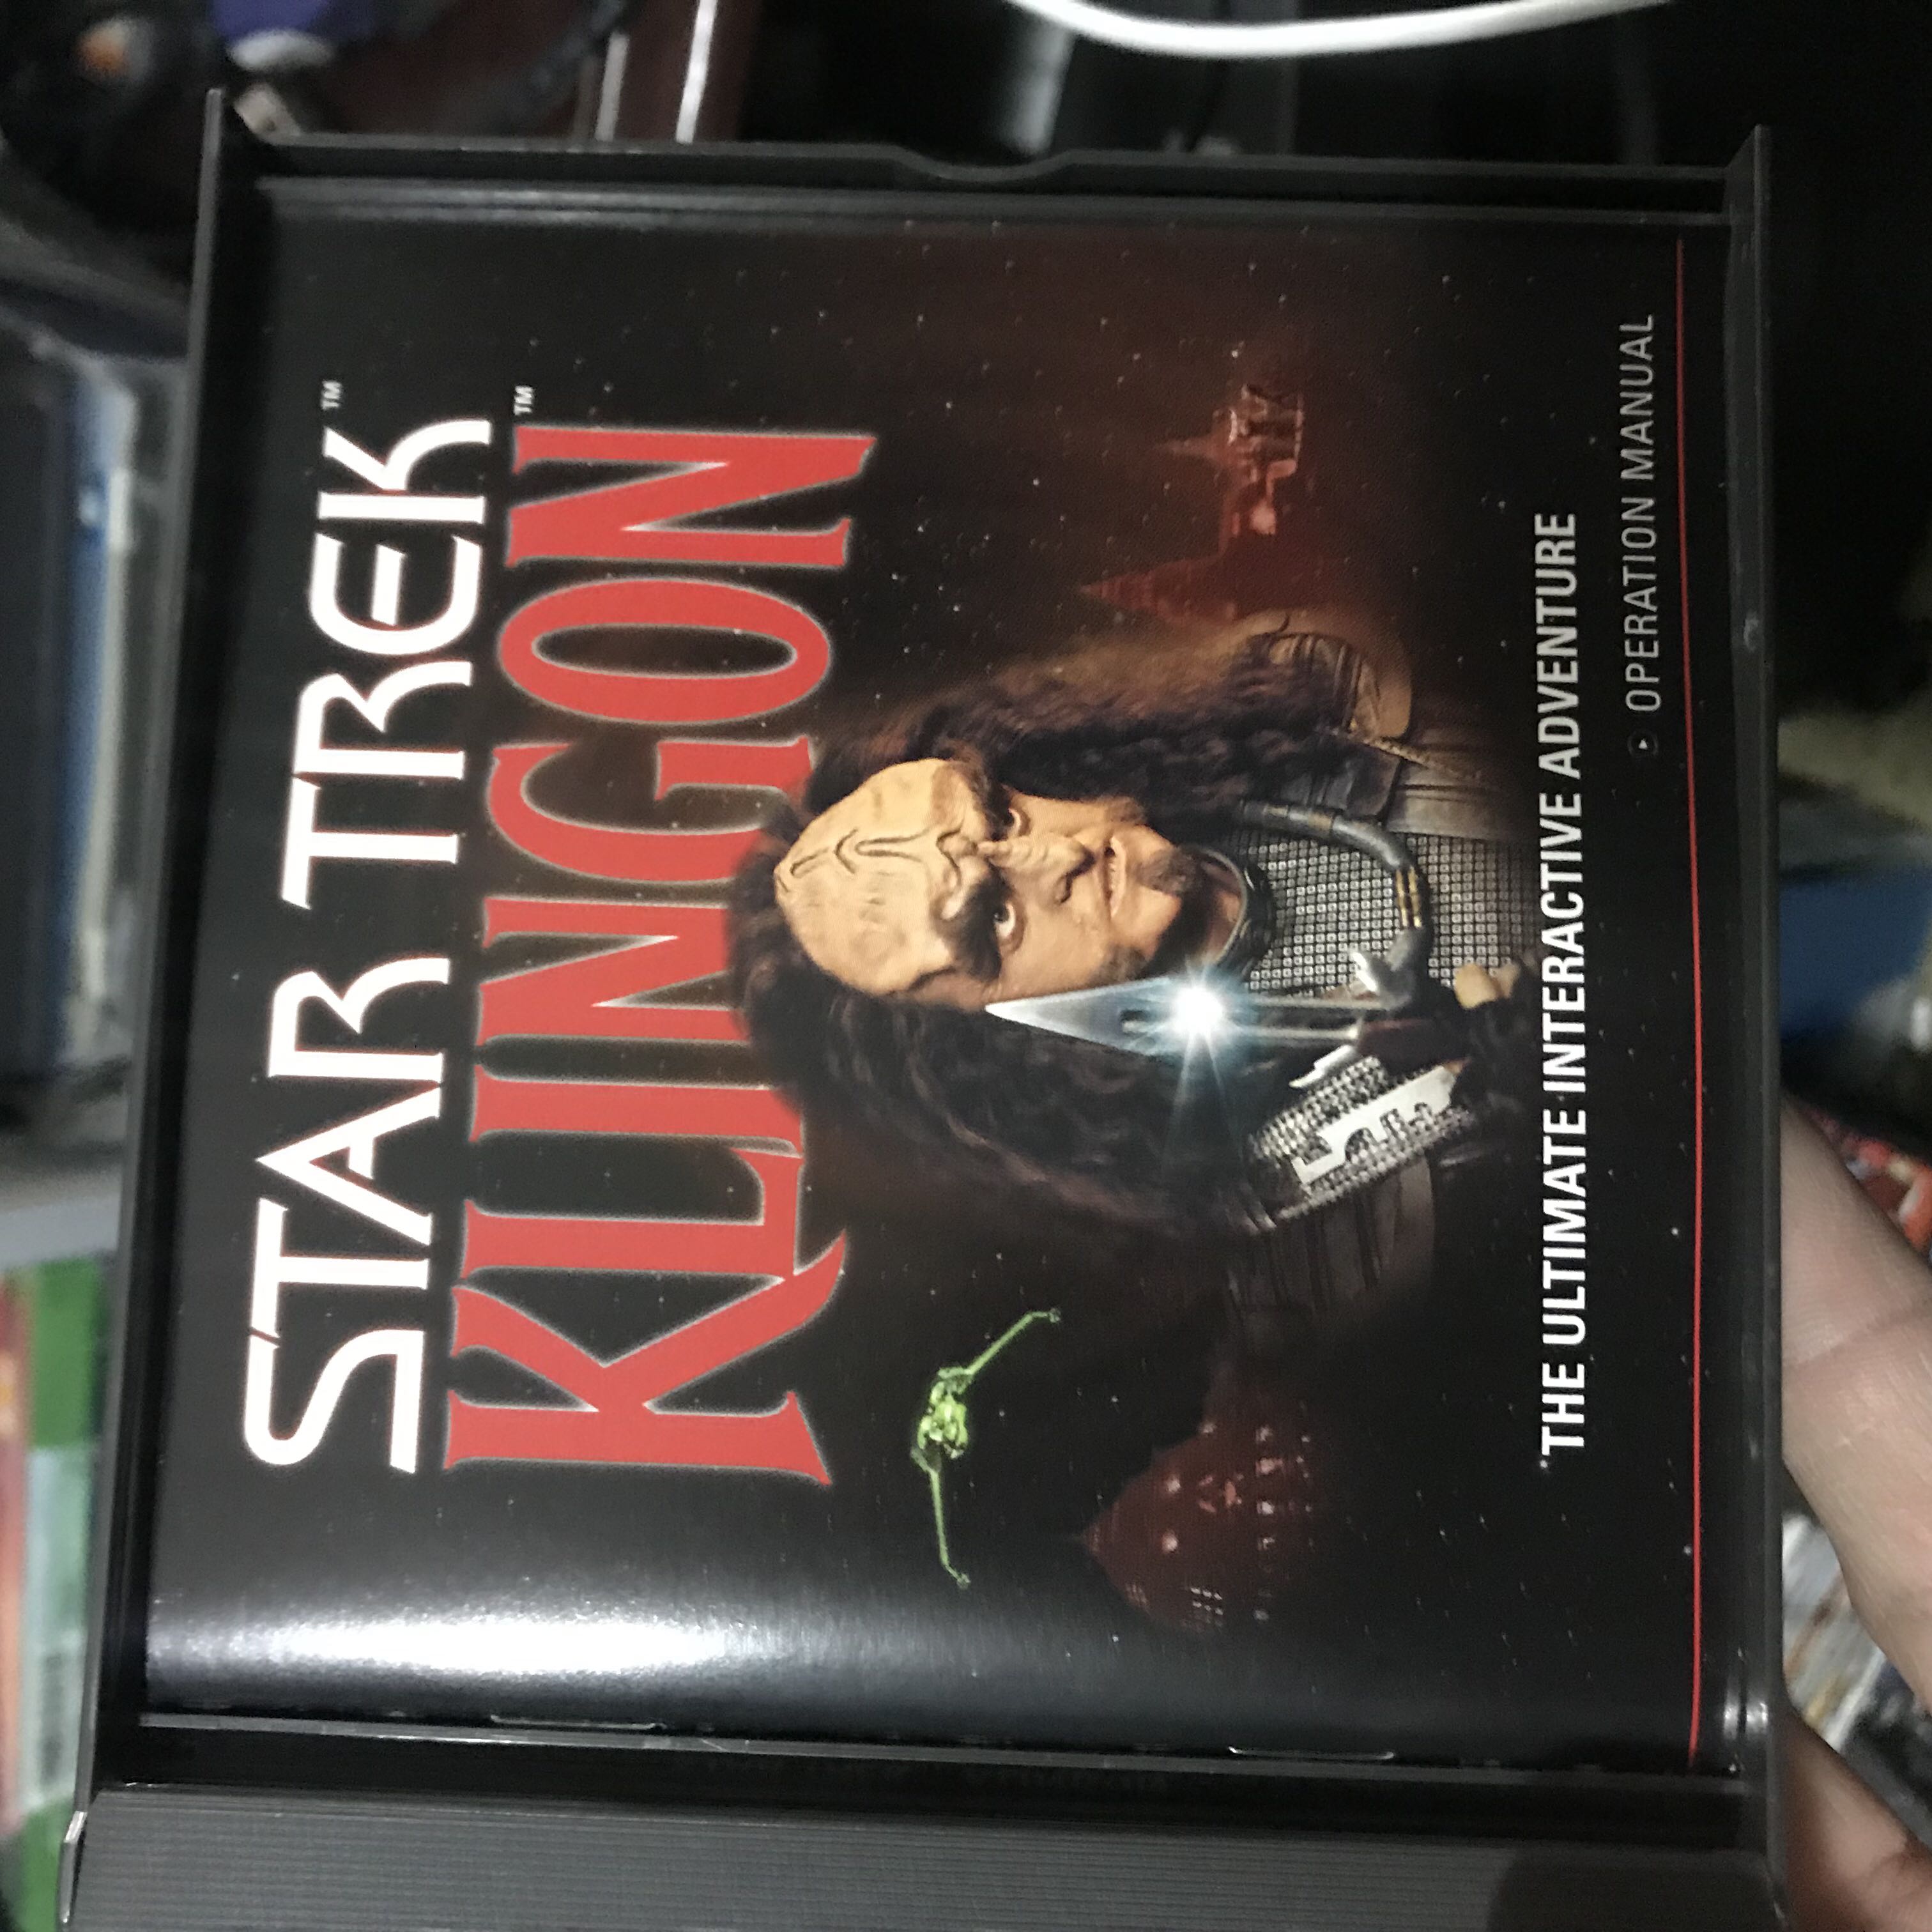 STAR TREK™
KLINGON™
THE ULTIMATE INTERACTIVE ADVENTURE
OPERATION MANUAL